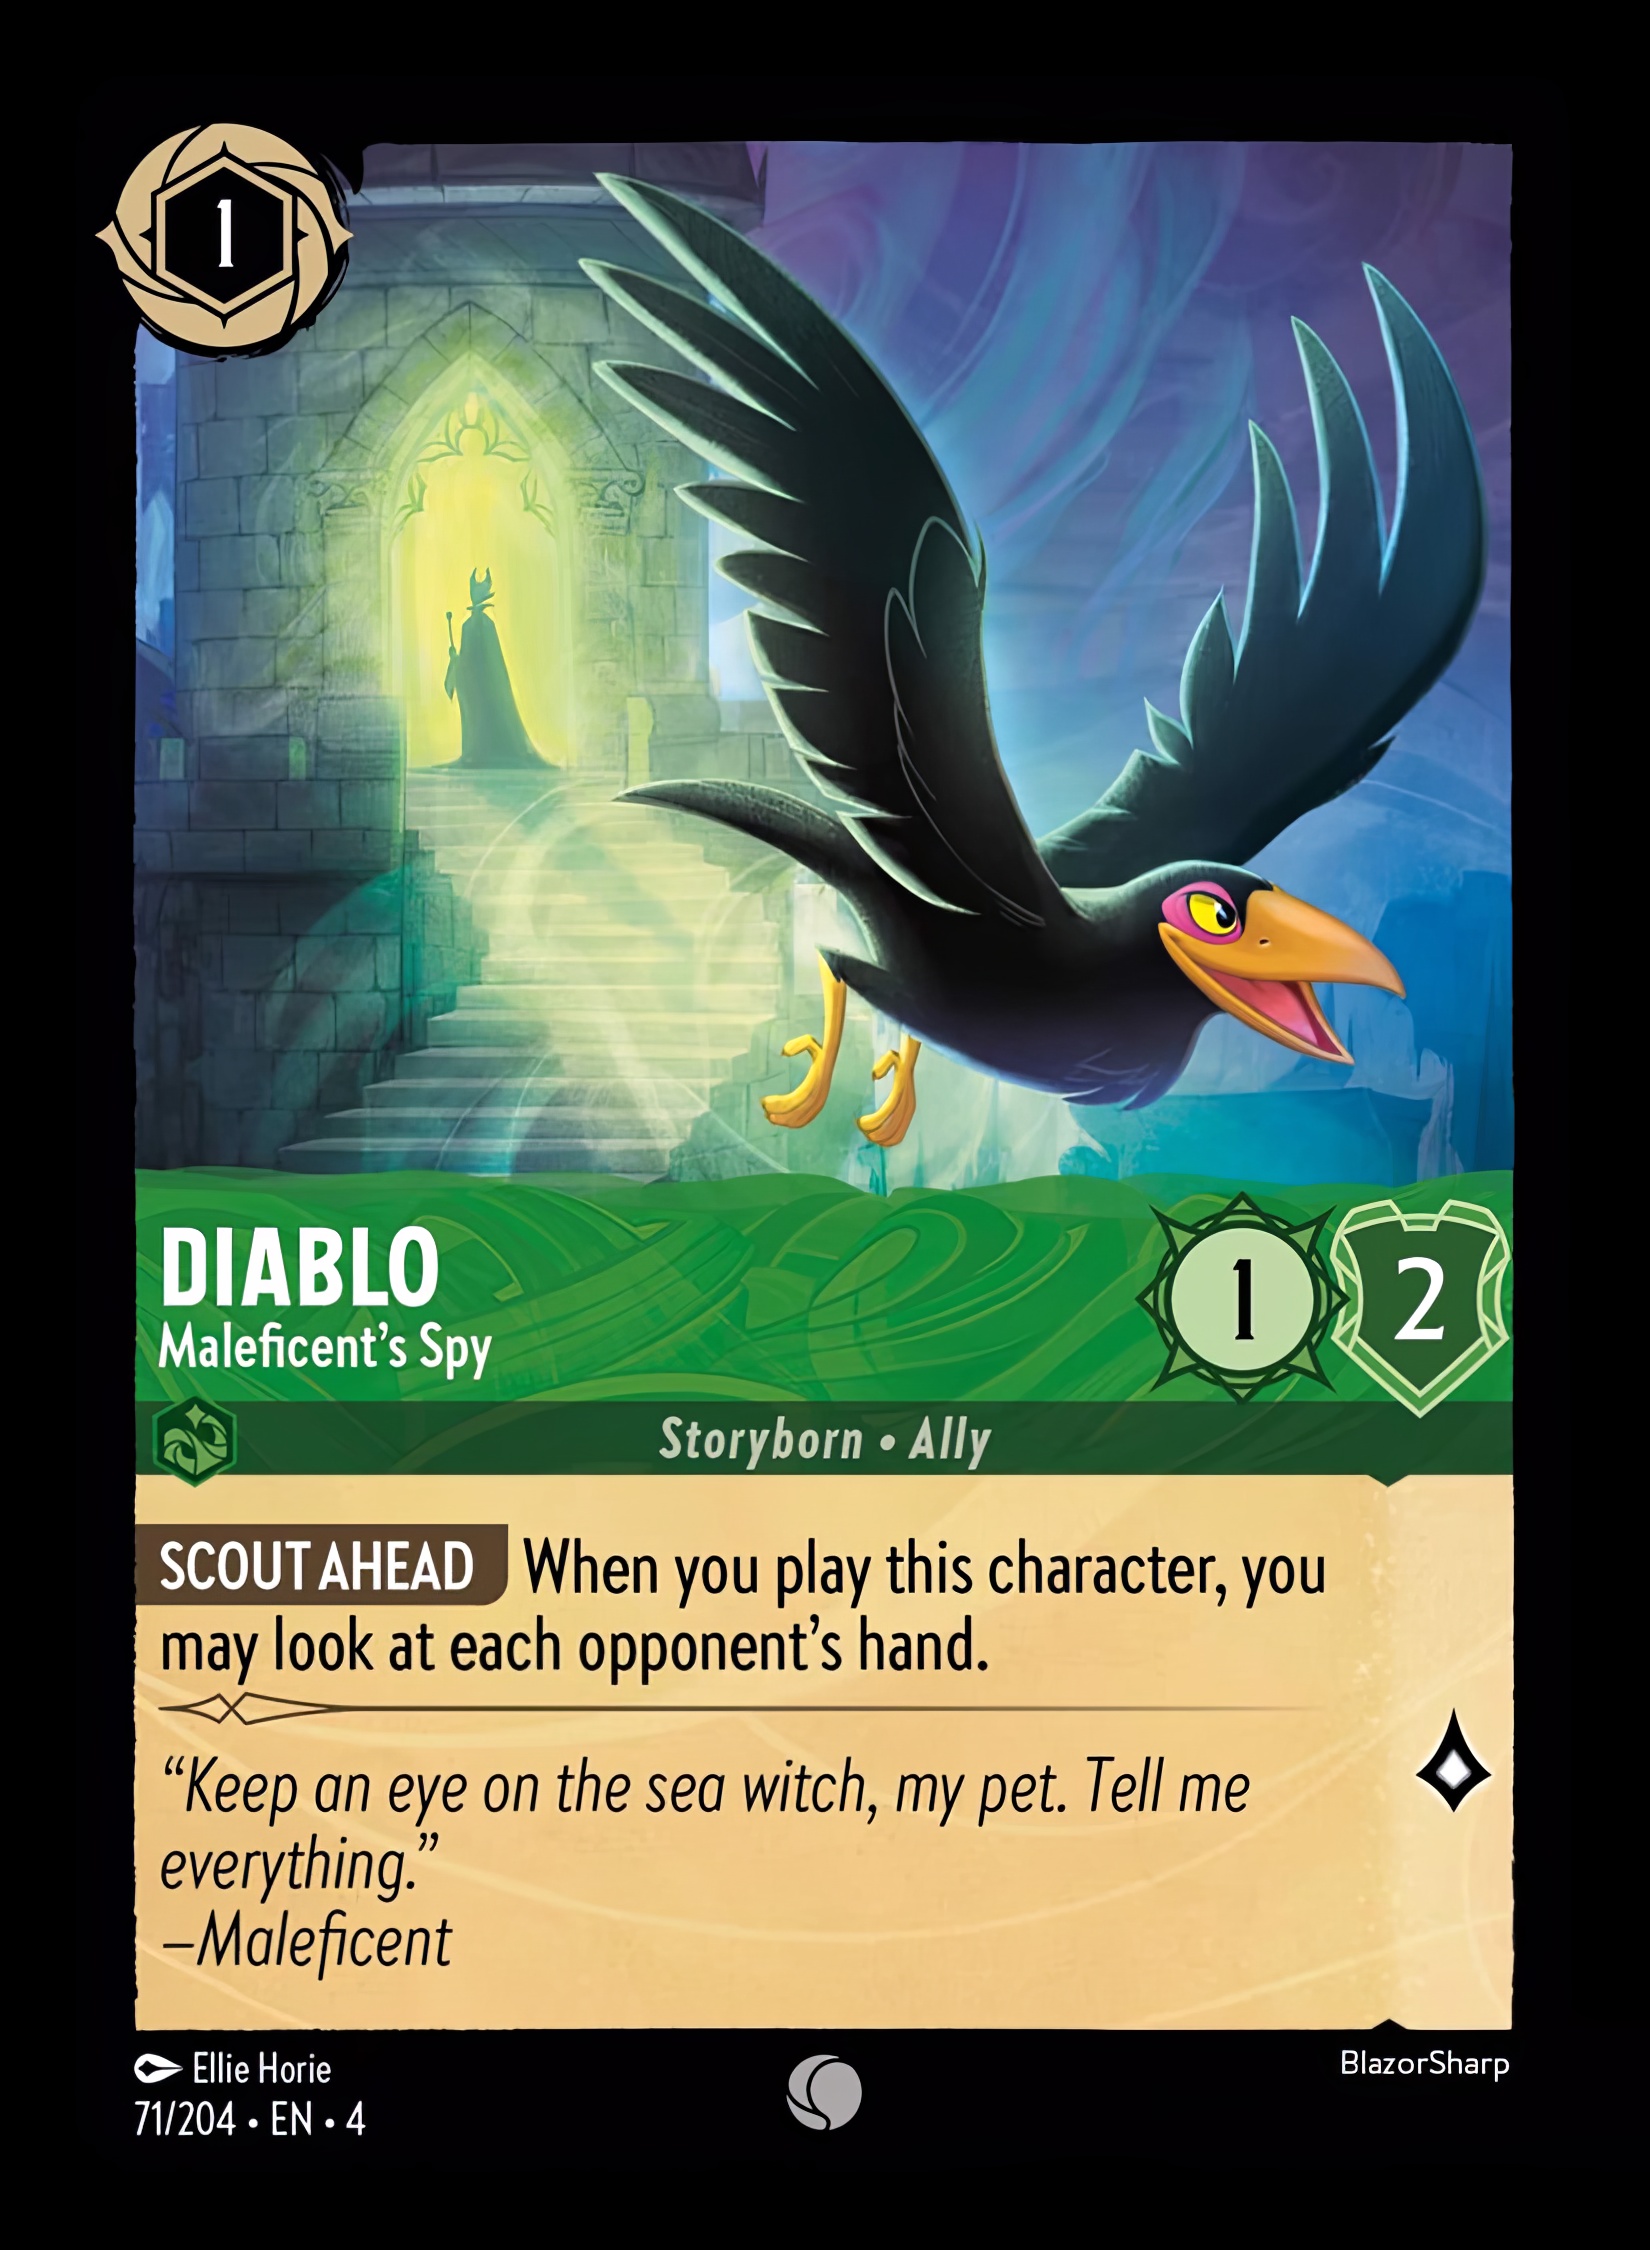 1
DIABLO
Maleficent's Spy
1
2
Storyborn • Ally
SCOUT AHEAD When you play this character, you
may look at each opponent's hand.
“Keep an eye on the sea witch, my pet. Tell me
everything.”
–Maleficent
Ellie Horie
BlazorSharp
71/204 • EN • 4